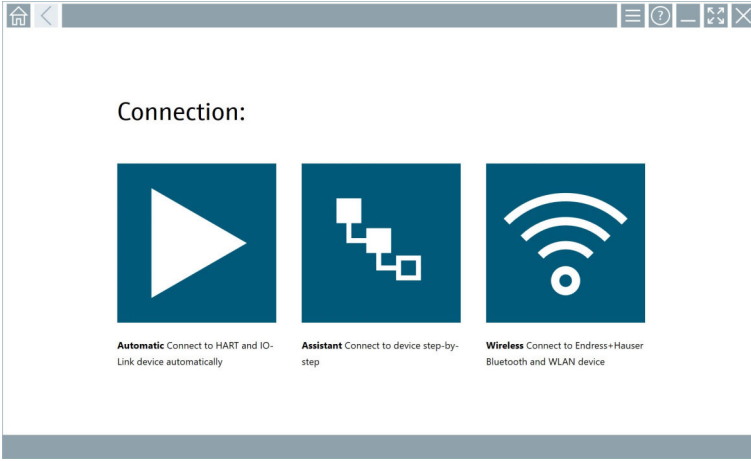 Connection:
Automatic Connect to HART and IO-
Link device automatically
Assistant Connect to device step-by-
step
Wireless Connect to Endress+Hauser
Bluetooth and WLAN device